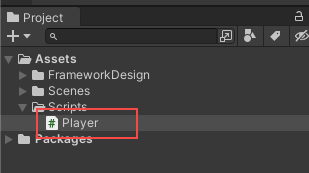 Project
Assets
FrameworkDesign
Scenes
Scripts
# Player
Packages